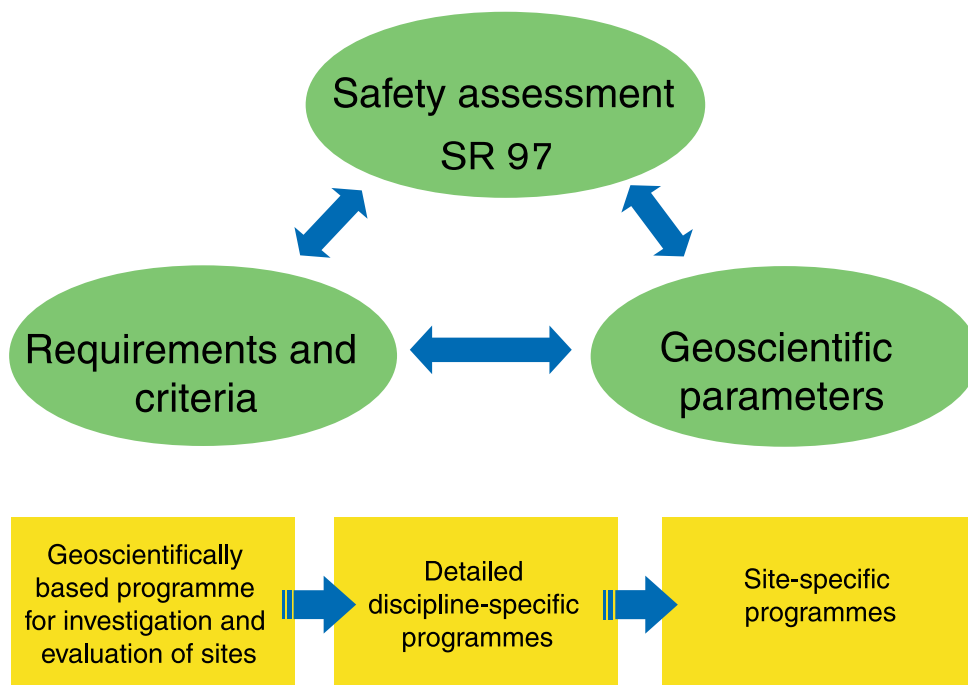 Safety assessment
SR 97
Requirements and
criteria
Geoscientific
parameters
Geoscientifically
based programme
for investigation and
evaluation of sites
Detailed
discipline-specific
programmes
Site-specific
programmes